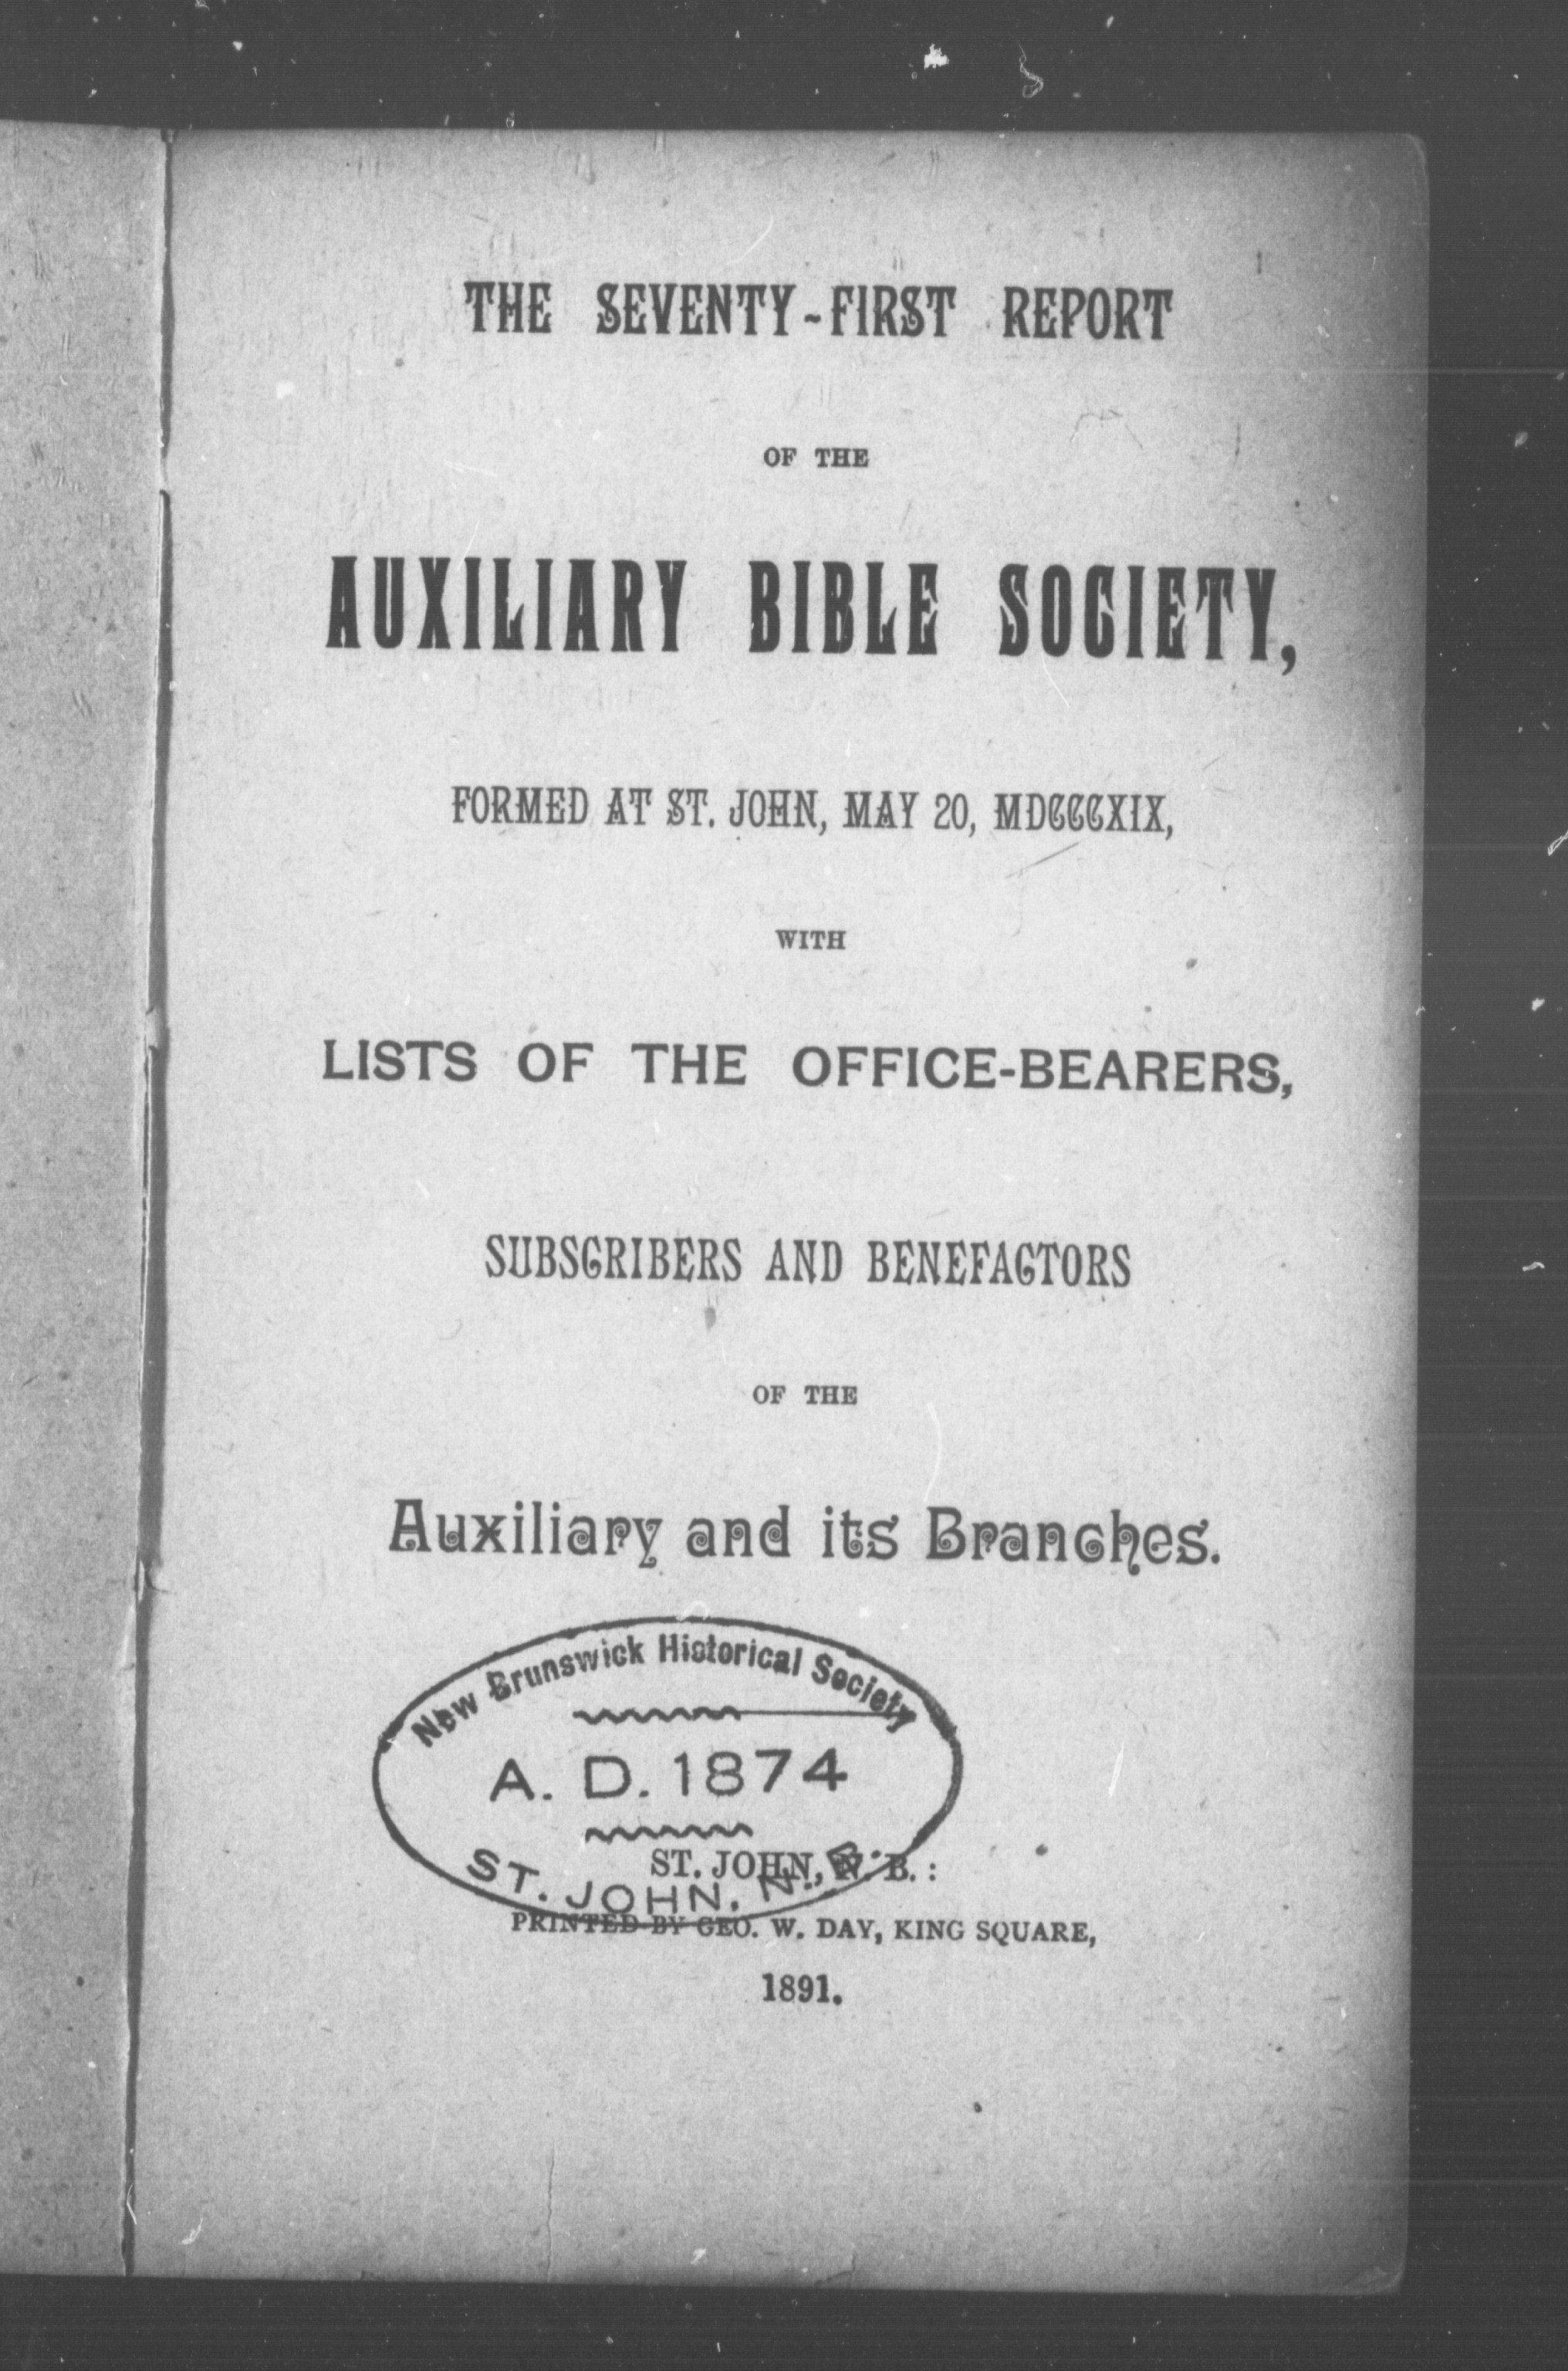 THE SEVENTY-FIRST REPORT
OF THE
AUXILIARY BIBLE SOCIETY,
FORMED AT ST. JOHN, MAY 20, MDCCCXIX,
WITH
LISTS OF THE OFFICE-BEARERS,
SUBSCRIBERS AND BENEFACTORS
OF THE
Auxiliary and its Branches.
New Brunswick Historical Society
A. D. 1874
ST. JOHN, N. B.
ST. JOHN, N. B. :
PRINTED BY GEO. W. DAY, KING SQUARE,
1891.